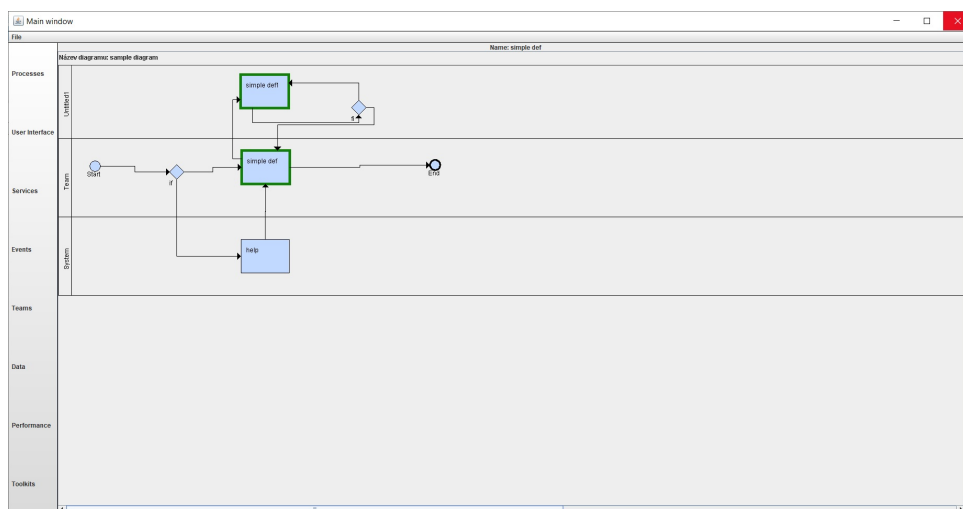 Main window
File
Name: simple def
Název diagramu: sample diagram
Processes
User Interface
Services
Events
Teams
Data
Performance
Toolkits
Untitled1
simple def1
fi
Team
Start
if
simple def
End
System
help